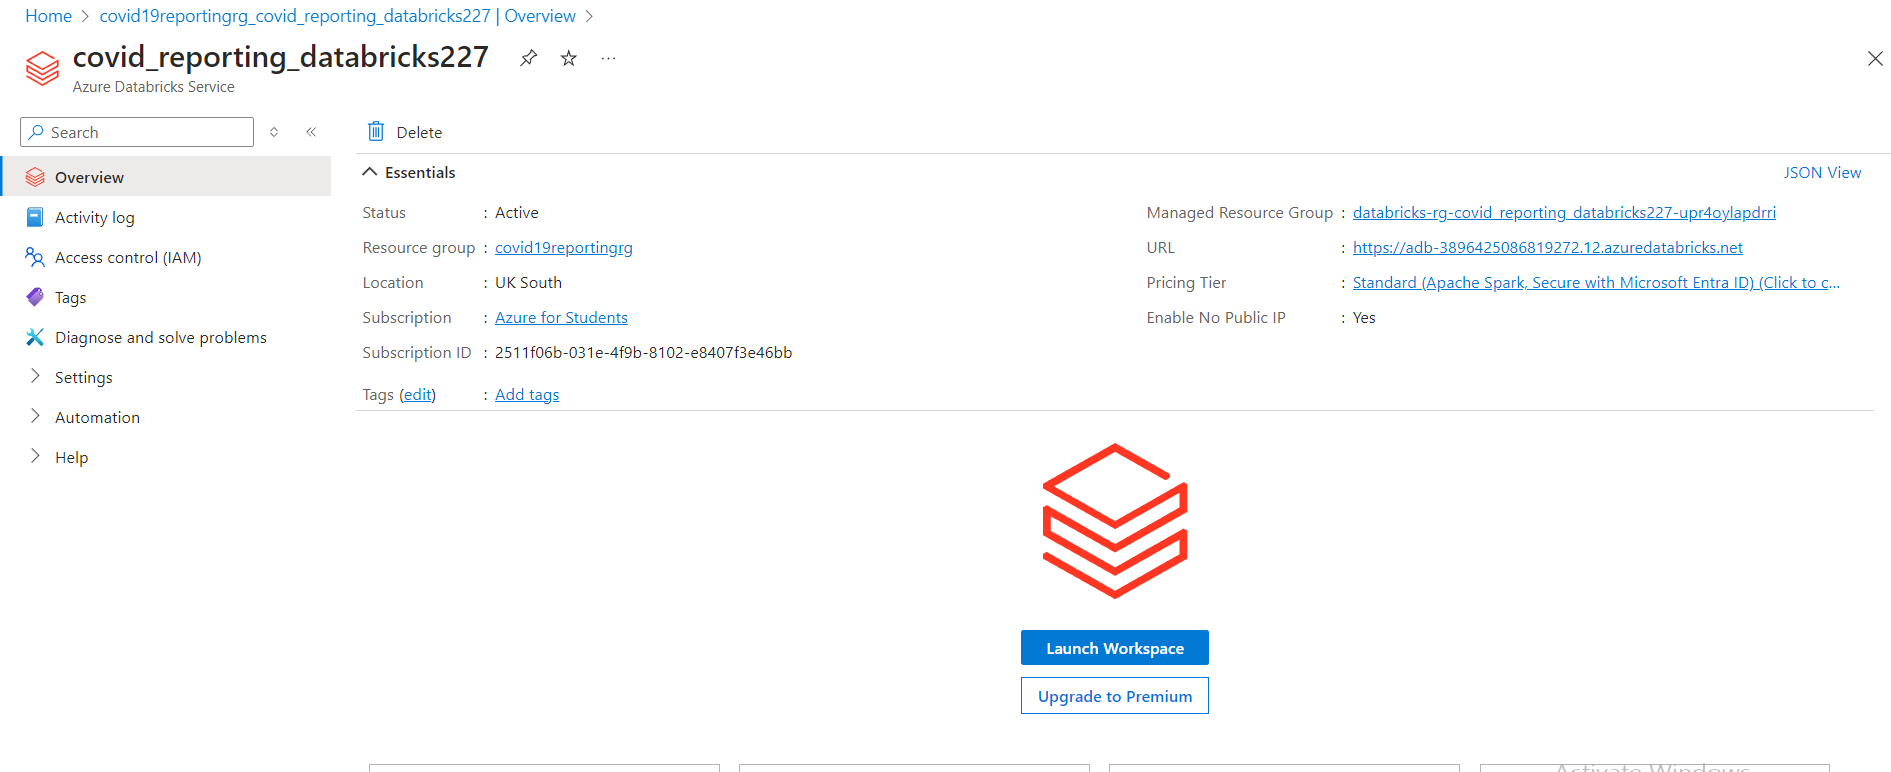 Home > covid19reportingrg_covid_reporting_databricks227 | Overview >
covid_reporting_databricks227
Azure Databricks Service
Search
Delete
Overview
Activity log
Access control (IAM)
Tags
Diagnose and solve problems
Settings
Automation
Help
Essentials
JSON View
Status : Active
Resource group : covid19reportingrg
Location : UK South
Subscription : Azure for Students
Subscription ID : 2511f06b-031e-4f9b-8102-e8407f3e46bb
Tags (edit) : Add tags
Managed Resource Group : databricks-rg-covid_reporting_databricks227-upr4oylapdrri
URL : https://adb-3896425086819272.12.azuredatabricks.net
Pricing Tier : Standard (Apache Spark, Secure with Microsoft Entra ID) (Click to c...
Enable No Public IP : Yes
Launch Workspace
Upgrade to Premium
Activate Windows